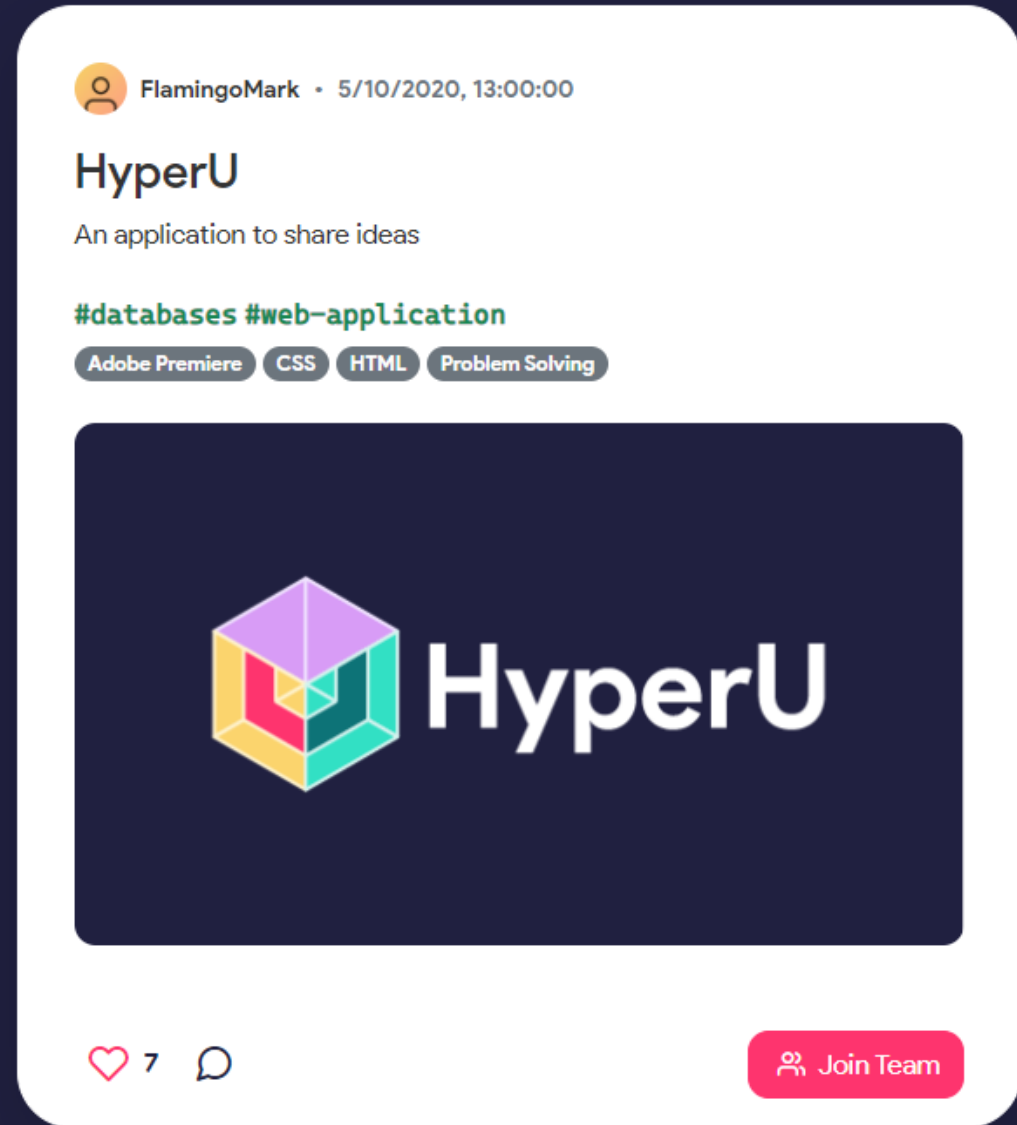 FlamingoMark • 5/10/2020, 13:00:00
HyperU
An application to share ideas
#databases #web-application
Adobe Premiere CSS HTML Problem Solving
HyperU
7 Join Team